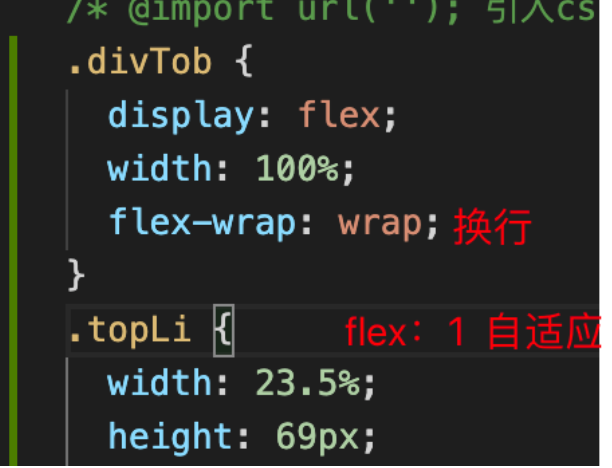 /* @import url(''); 引入cs
.divTob {
display: flex;
width: 100%;
flex-wrap: wrap; 换行
}
.topLi { flex: 1 自适应
width: 23.5%;
height: 69px;